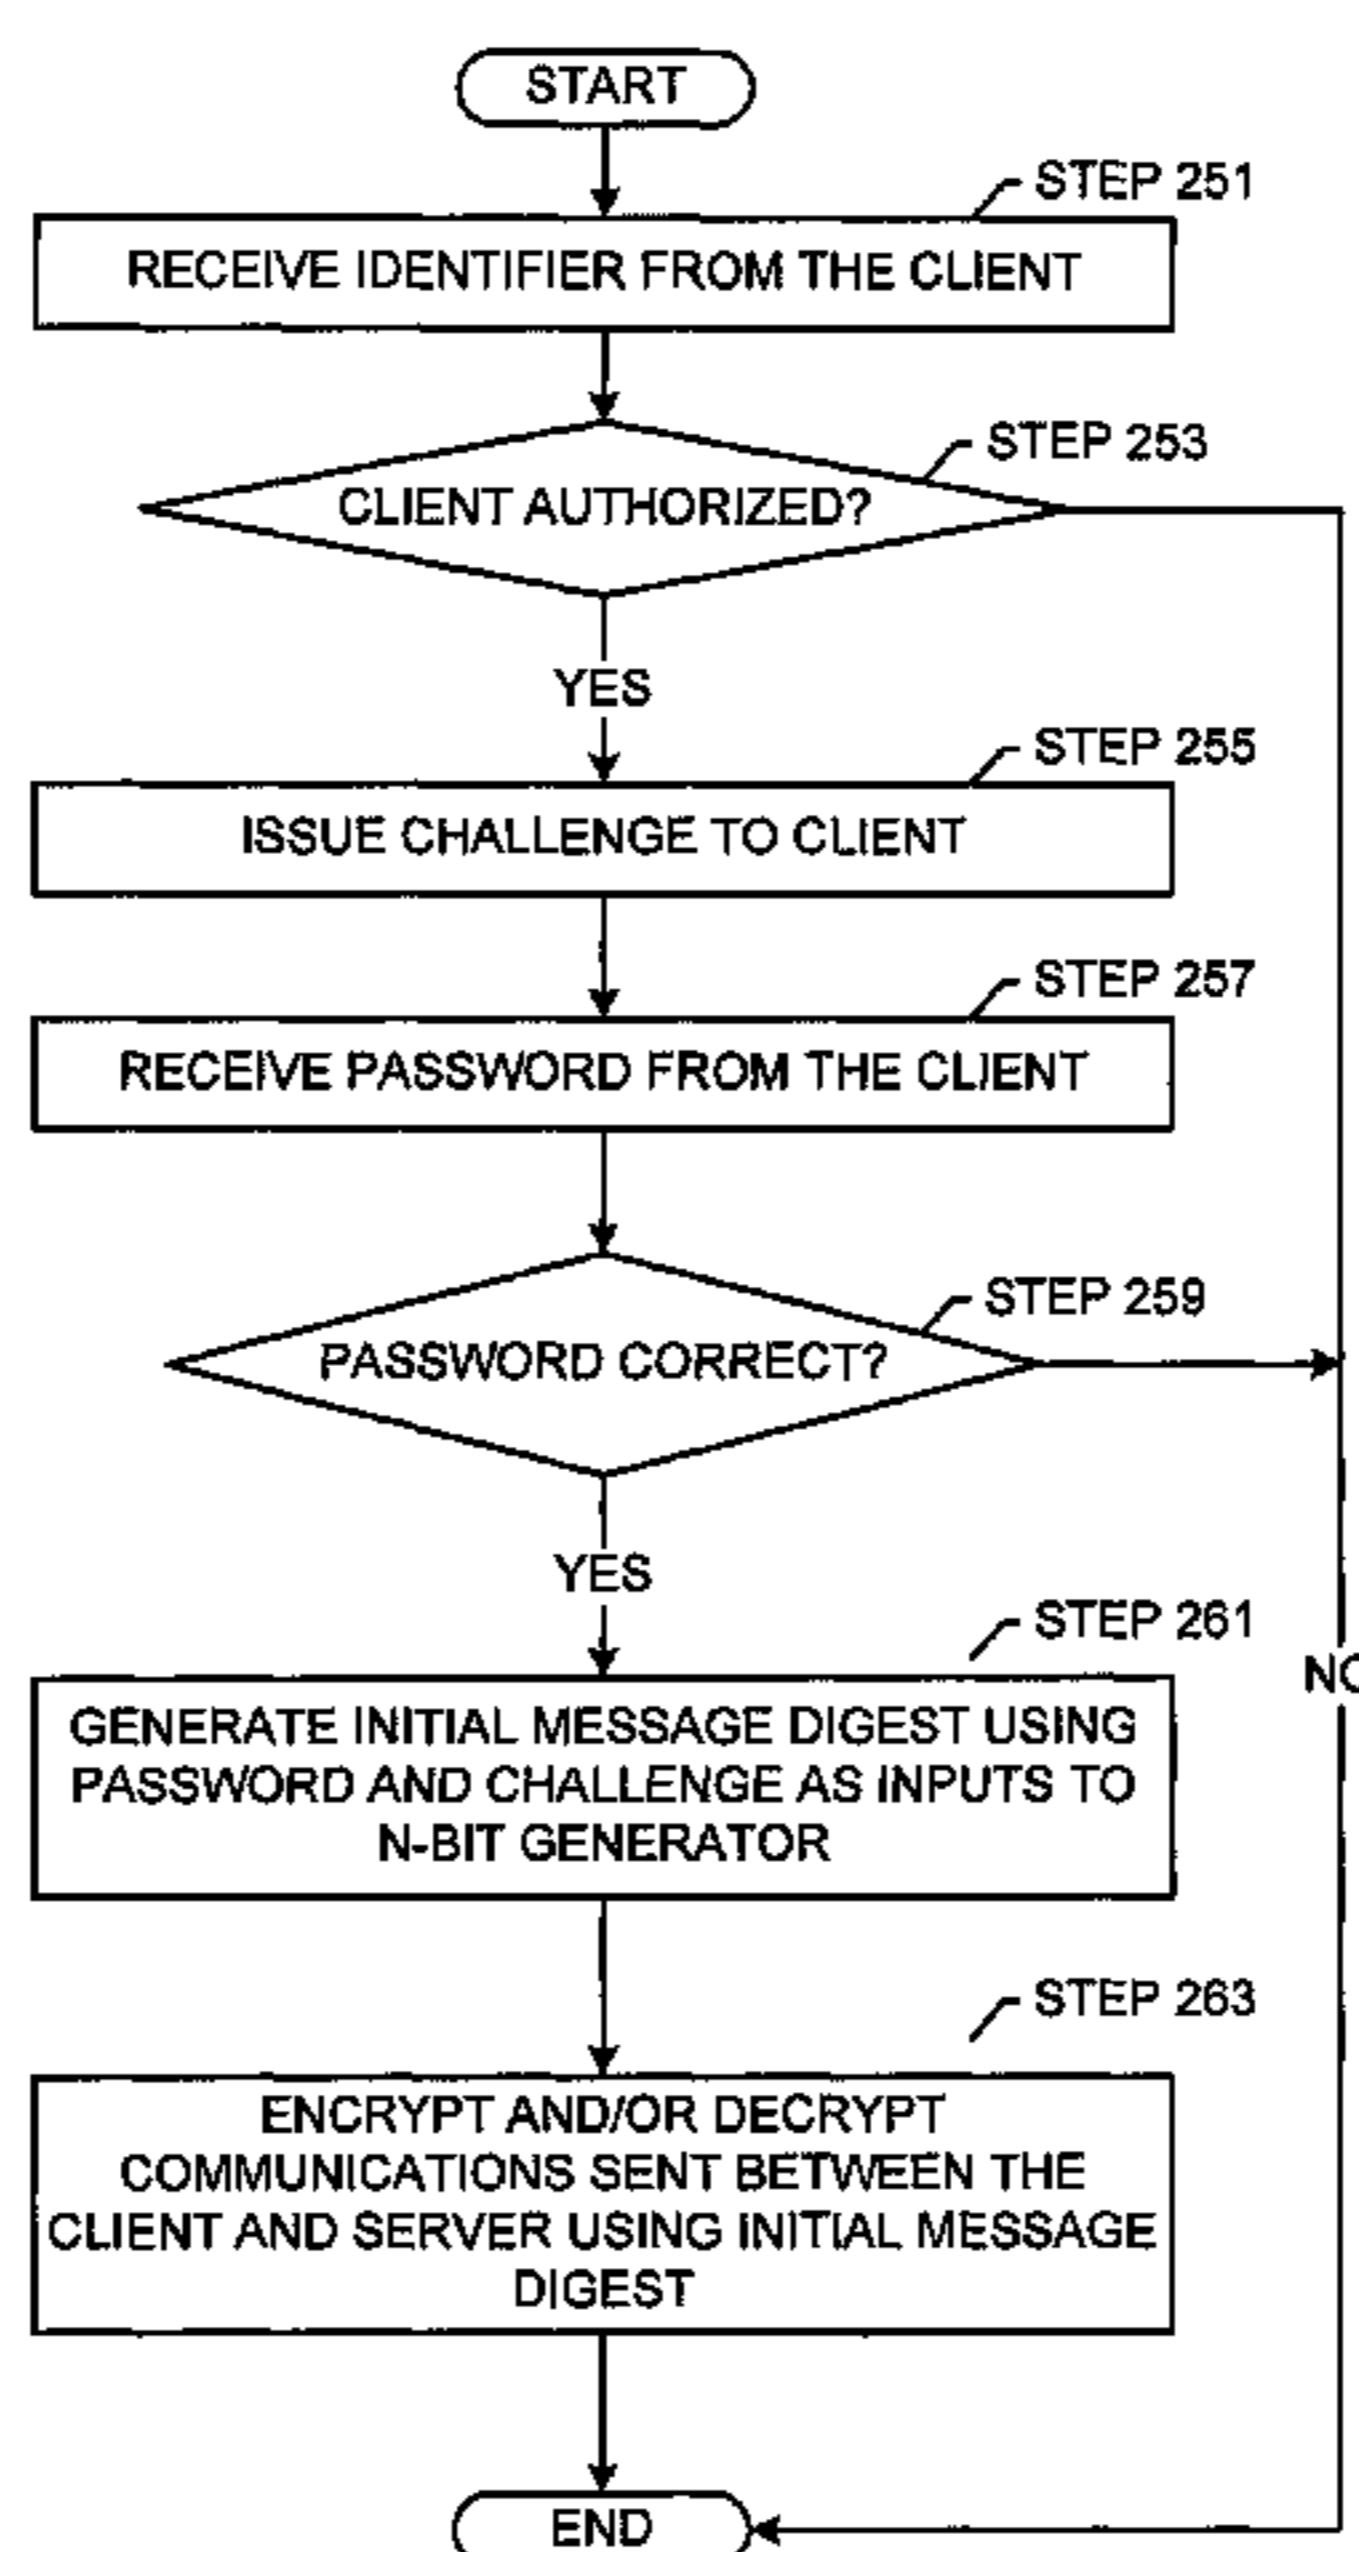 START
STEP 251
RECEIVE IDENTIFIER FROM THE CLIENT
STEP 253
CLIENT AUTHORIZED?
YES
STEP 255
ISSUE CHALLENGE TO CLIENT
STEP 257
RECEIVE PASSWORD FROM THE CLIENT
STEP 259
PASSWORD CORRECT?
YES
STEP 261
NO
GENERATE INITIAL MESSAGE DIGEST USING
PASSWORD AND CHALLENGE AS INPUTS TO
N-BIT GENERATOR
STEP 263
ENCRYPT AND/OR DECRYPT
COMMUNICATIONS SENT BETWEEN THE
CLIENT AND SERVER USING INITIAL MESSAGE
DIGEST
END